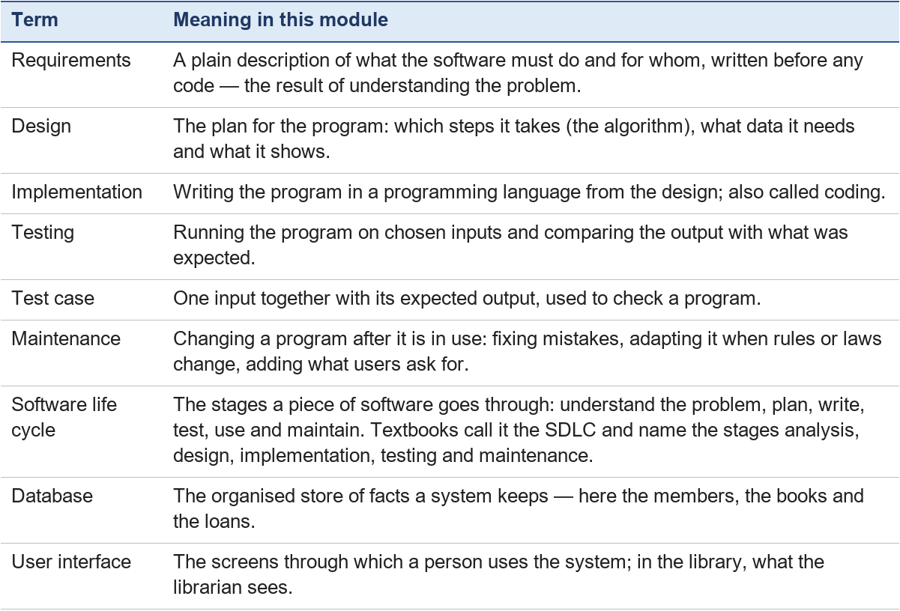 Term Meaning in this module
Requirements A plain description of what the software must do and for whom, written before any
code — the result of understanding the problem.
Design The plan for the program: which steps it takes (the algorithm), what data it needs
and what it shows.
Implementation Writing the program in a programming language from the design; also called coding.
Testing Running the program on chosen inputs and comparing the output with what was
expected.
Test case One input together with its expected output, used to check a program.
Maintenance Changing a program after it is in use: fixing mistakes, adapting it when rules or laws
change, adding what users ask for.
Software life The stages a piece of software goes through: understand the problem, plan, write,
cycle test, use and maintain. Textbooks call it the SDLC and name the stages analysis,
design, implementation, testing and maintenance.
Database The organised store of facts a system keeps — here the members, the books and
the loans.
User interface The screens through which a person uses the system; in the library, what the
librarian sees.